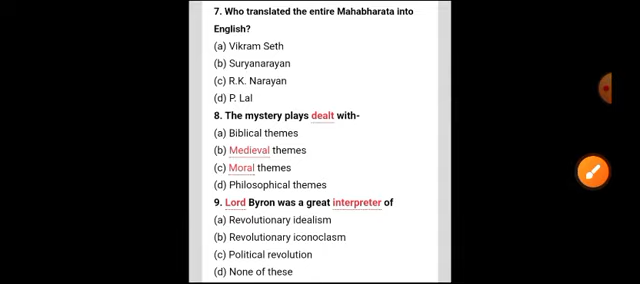 7. Who translated the entire Mahabharata into
English?
(a) Vikram Seth
(b) Suryanarayan
(c) R.K. Narayan
(d) P. Lal
8. The mystery plays dealt with-
(a) Biblical themes
(b) Medieval themes
(c) Moral themes
(d) Philosophical themes
9. Lord Byron was a great interpreter of
(a) Revolutionary idealism
(b) Revolutionary iconoclasm
(c) Political revolution
(d) None of these